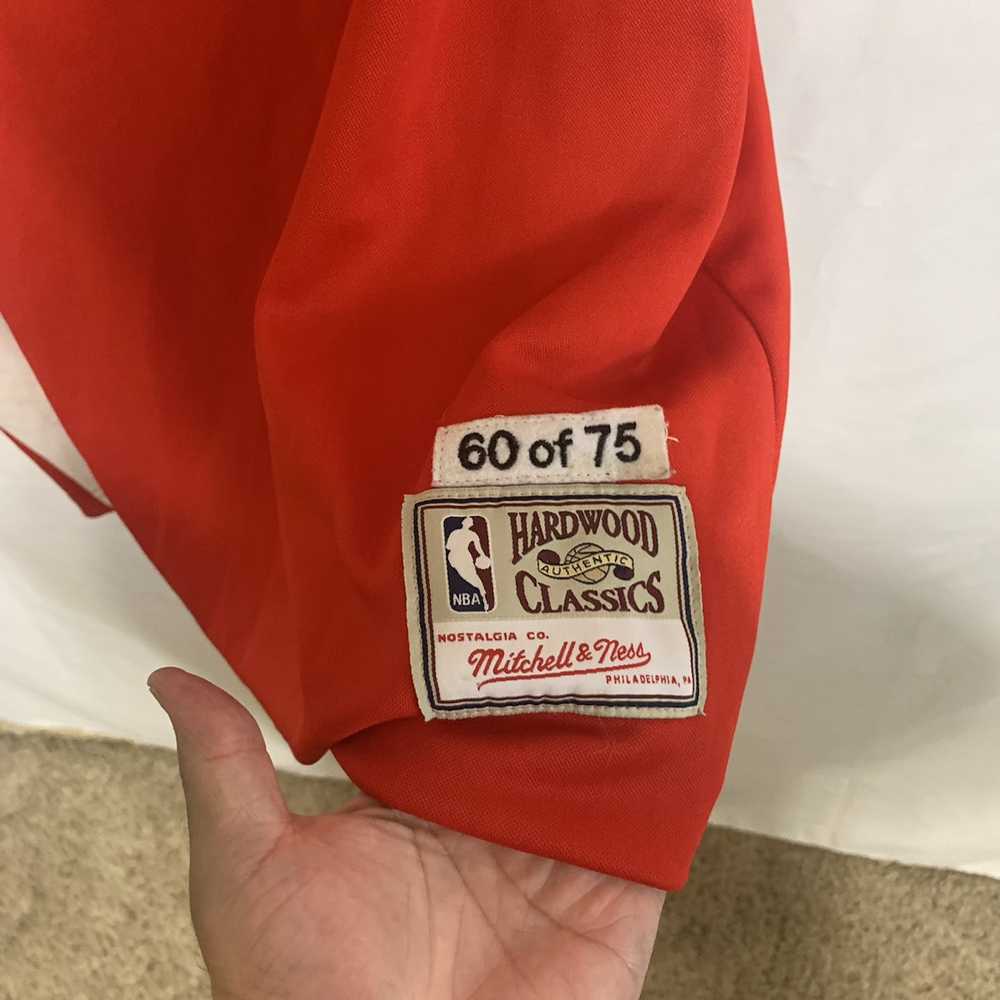 60 of 75
HARDWOOD
AUTHENTIC
CLASSICS
NBA
NOSTALGIA CO.
Mitchell & Ness
PHILADELPHIA, PA